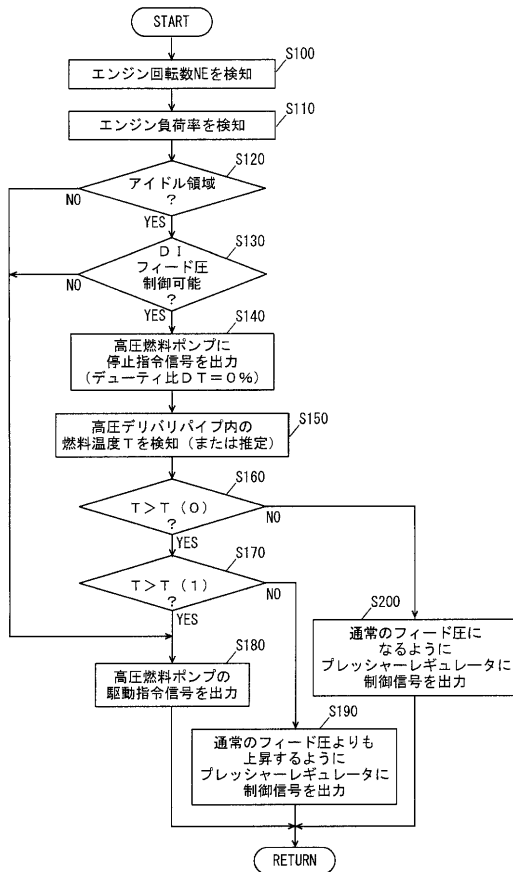 START
S100
エンジン回転数NEを検知
S110
エンジン負荷率を検知
S120
アイドル領域
?
NO
YES
S130
DI
フィード圧
制御可能
?
NO
YES
S140
高圧燃料ポンプに
停止指令信号を出力
(デューティ比DT=0%)
S150
高圧デリバリパイプ内の
燃料温度Tを検知(または推定)
S160
T>T(0)
?
NO
YES
S170
T>T(1)
?
NO
YES
S200
通常のフィード圧に
なるように
プレッシャーレギュレータに
制御信号を出力
S180
高圧燃料ポンプの
駆動指令信号を出力
S190
通常のフィード圧よりも
上昇するように
プレッシャーレギュレータに
制御信号を出力
RETURN